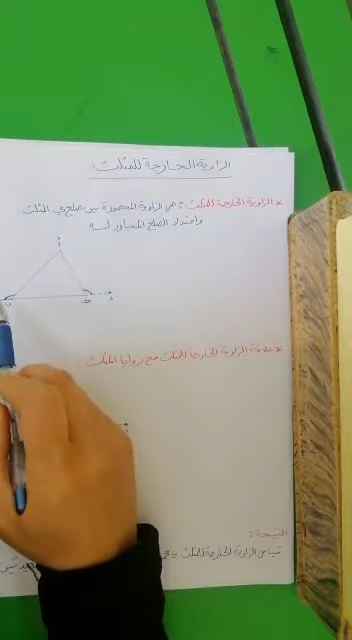 الزاوية الخارجة للمثلث
* الزاوية الخارجة للمثلث : هي الزاوية المحصورة بين ضلع في المثلث
وامتداد الضلع المجاور له
* علاقة الزاوية الخارجة للمثلث مع زوايا المثلث
النتيجة:
قياس الزاوية الخارجة للمثلث